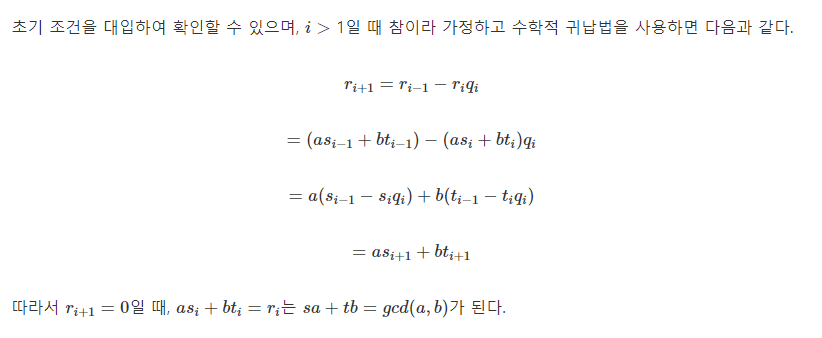 초기 조건을 대입하여 확인할 수 있으며, $i > 1$일 때 참이라 가정하고 수학적 귀납법을 사용하면 다음과 같다.
$r_{i+1} = r_{i-1} - r_i q_i$
$= (as_{i-1} + bt_{i-1}) - (as_i + bt_i)q_i$
$= a(s_{i-1} - s_i q_i) + b(t_{i-1} - t_i q_i)$
$= as_{i+1} + bt_{i+1}$
따라서 $r_{i+1} = 0$일 때, $as_i + bt_i = r_i$는 $sa + tb = gcd(a, b)$가 된다.